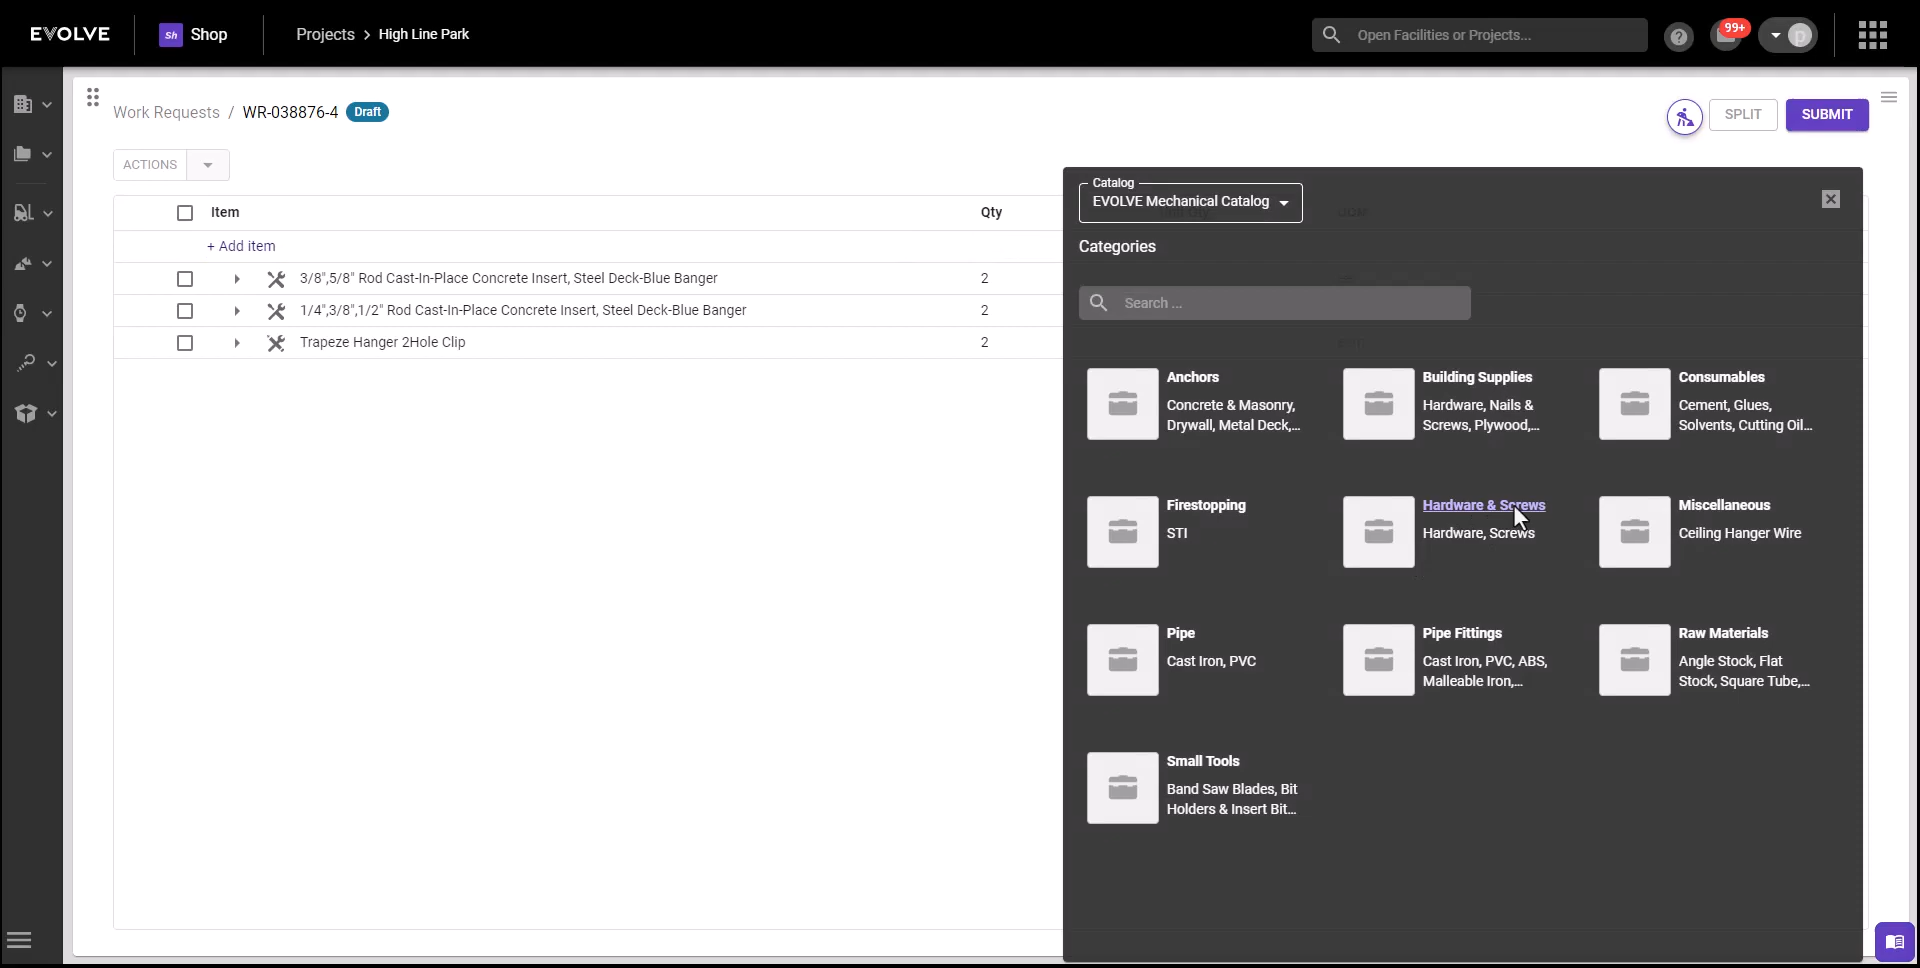 EVOLVE
Sh
Shop
Projects > High Line Park
Open Facilities or Projects...
?
99+
p
Work Requests / WR-038876-4 Draft
SPLIT
SUBMIT
ACTIONS
Item
Qty
+ Add item
3/8",5/8" Rod Cast-In-Place Concrete Insert, Steel Deck-Blue Banger
2
1/4",3/8",1/2" Rod Cast-In-Place Concrete Insert, Steel Deck-Blue Banger
2
Trapeze Hanger 2Hole Clip
2
Catalog
EVOLVE Mechanical Catalog
Categories
Search ...
Anchors
Concrete & Masonry,
Drywall, Metal Deck,...
Building Supplies
Hardware, Nails &
Screws, Plywood,...
Consumables
Cement, Glues,
Solvents, Cutting Oil...
Firestopping
STI
Hardware & Screws
Hardware, Screws
Miscellaneous
Ceiling Hanger Wire
Pipe
Cast Iron, PVC
Pipe Fittings
Cast Iron, PVC, ABS,
Malleable Iron,...
Raw Materials
Angle Stock, Flat
Stock, Square Tube,...
Small Tools
Band Saw Blades, Bit
Holders & Insert Bit...